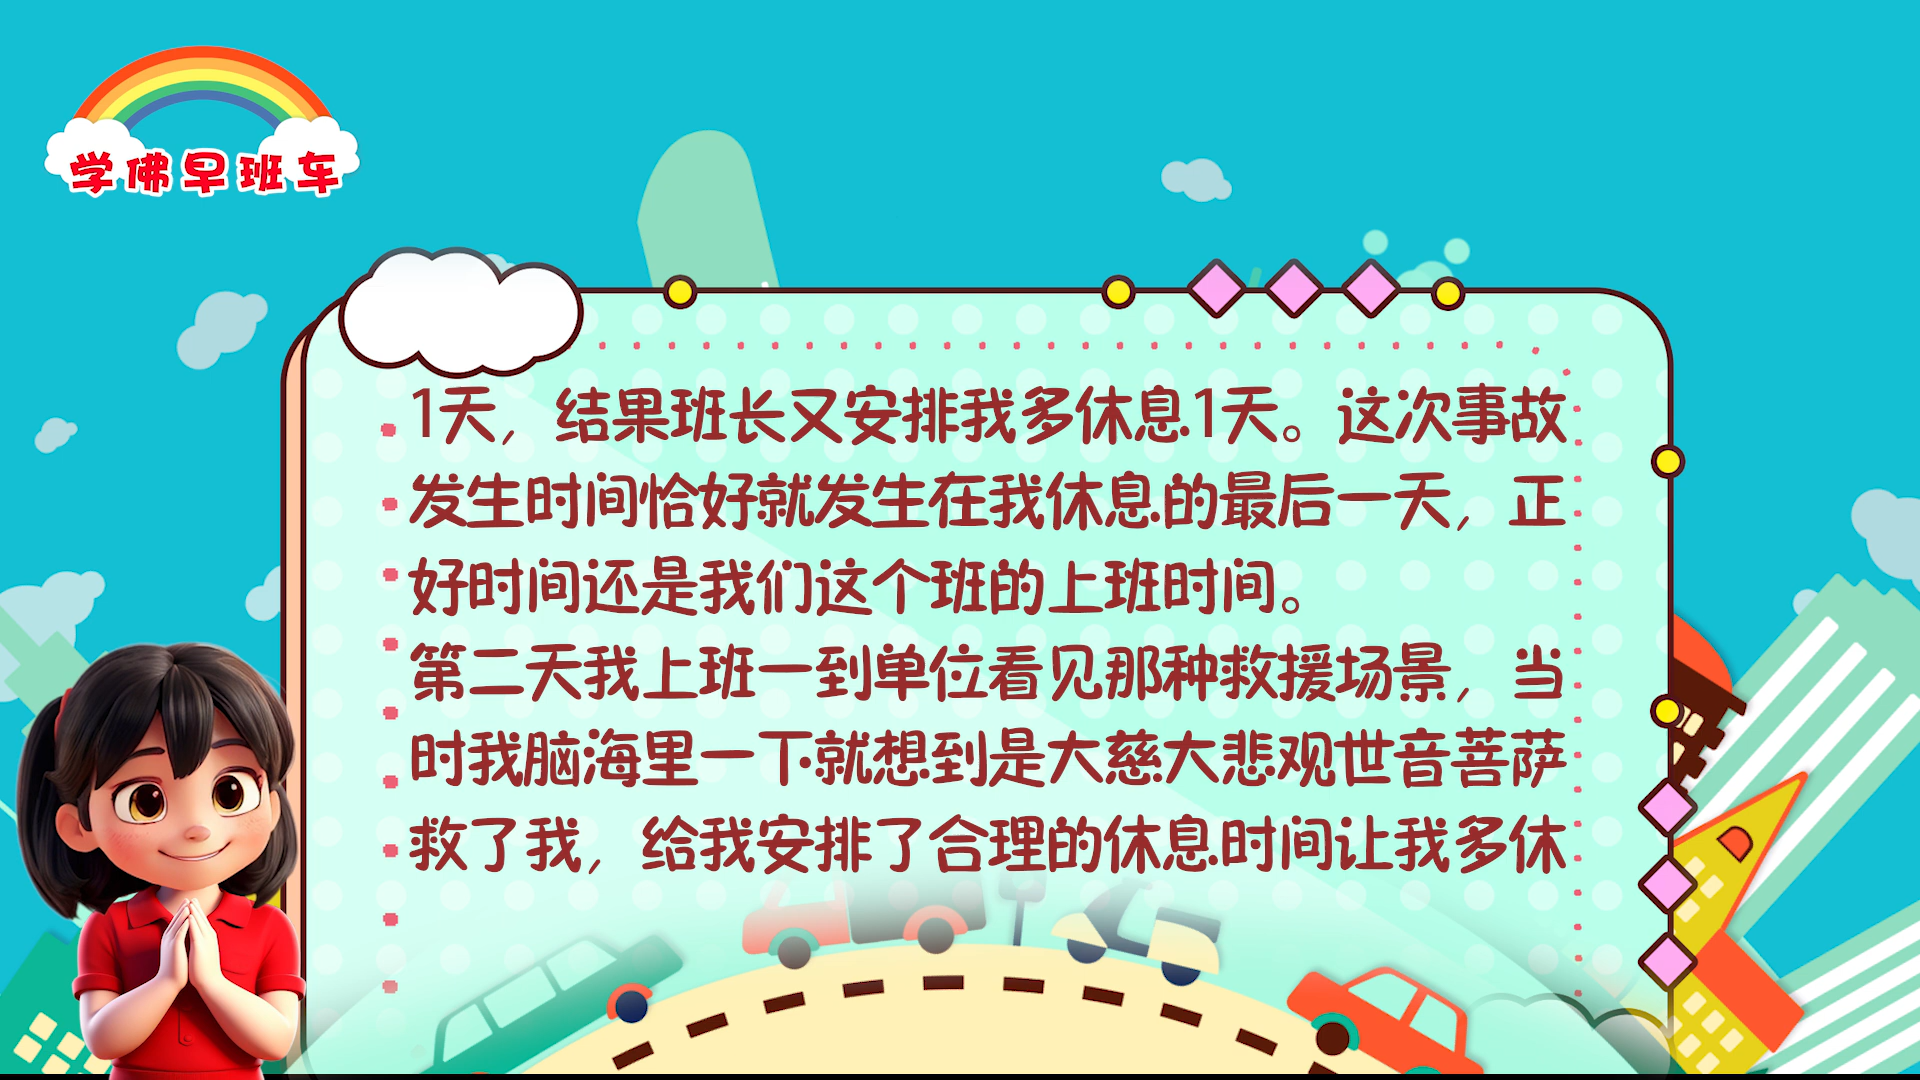 学佛早班车
1天，结果班长又安排我多休息1天。这次事故
发生时间恰好就发生在我休息的最后一天，正
好时间还是我们这个班的上班时间。
第二天我上班一到单位看见那种救援场景，当
时我脑海里一下就想到是大慈大悲观世音菩萨
救了我，给我安排了合理的休息时间让我多休